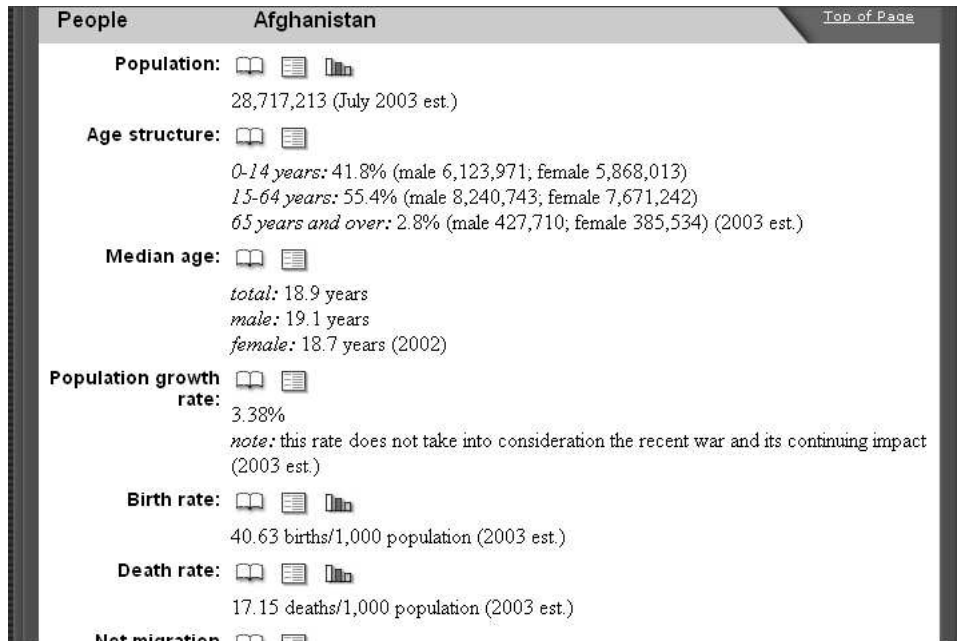 People Afghanistan Top of Page
Population:
28,717,213 (July 2003 est.)
Age structure:
0-14 years: 41.8% (male 6,123,971; female 5,868,013)
15-64 years: 55.4% (male 8,240,743; female 7,671,242)
65 years and over: 2.8% (male 427,710; female 385,534) (2003 est.)
Median age:
total: 18.9 years
male: 19.1 years
female: 18.7 years (2002)
Population growth
rate:
3.38%
note: this rate does not take into consideration the recent war and its continuing impact
(2003 est.)
Birth rate:
40.63 births/1,000 population (2003 est.)
Death rate:
17.15 deaths/1,000 population (2003 est.)
Net migration